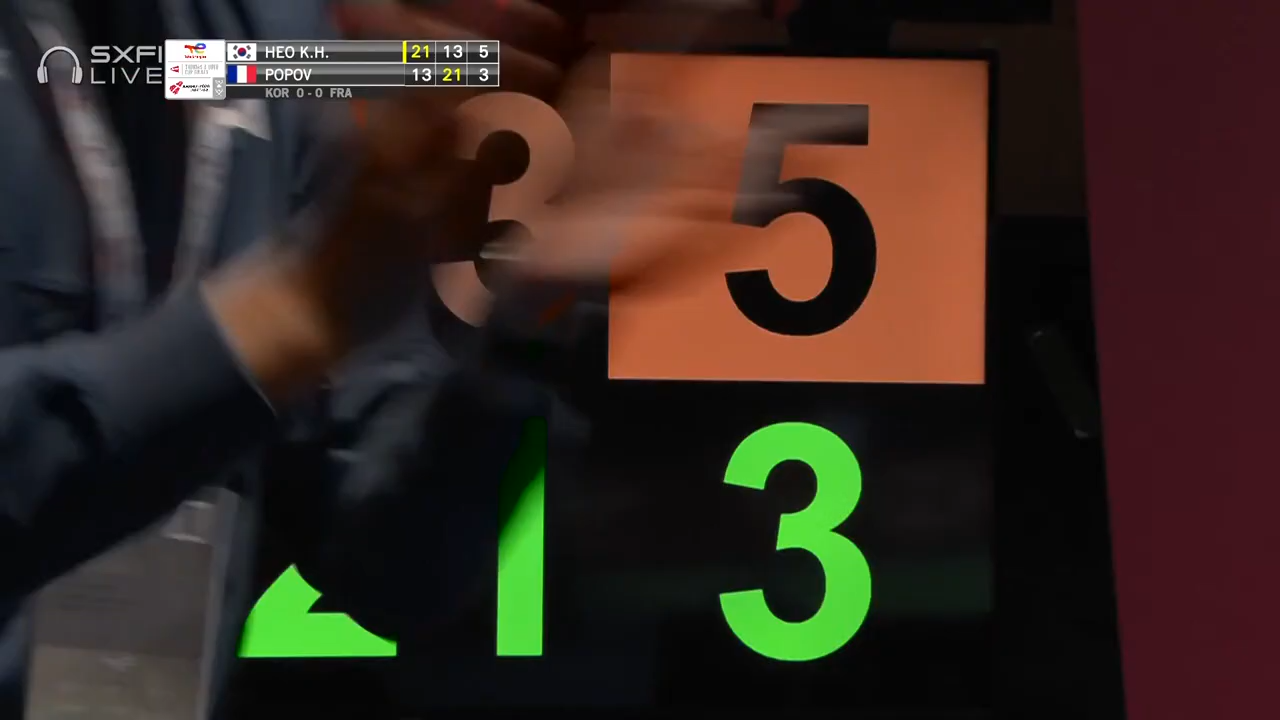 SXFI
LIVE
HEO K.H. 21 13 5
POPOV 13 21 3
KOR 0 - 0 FRA
3 5
21 3